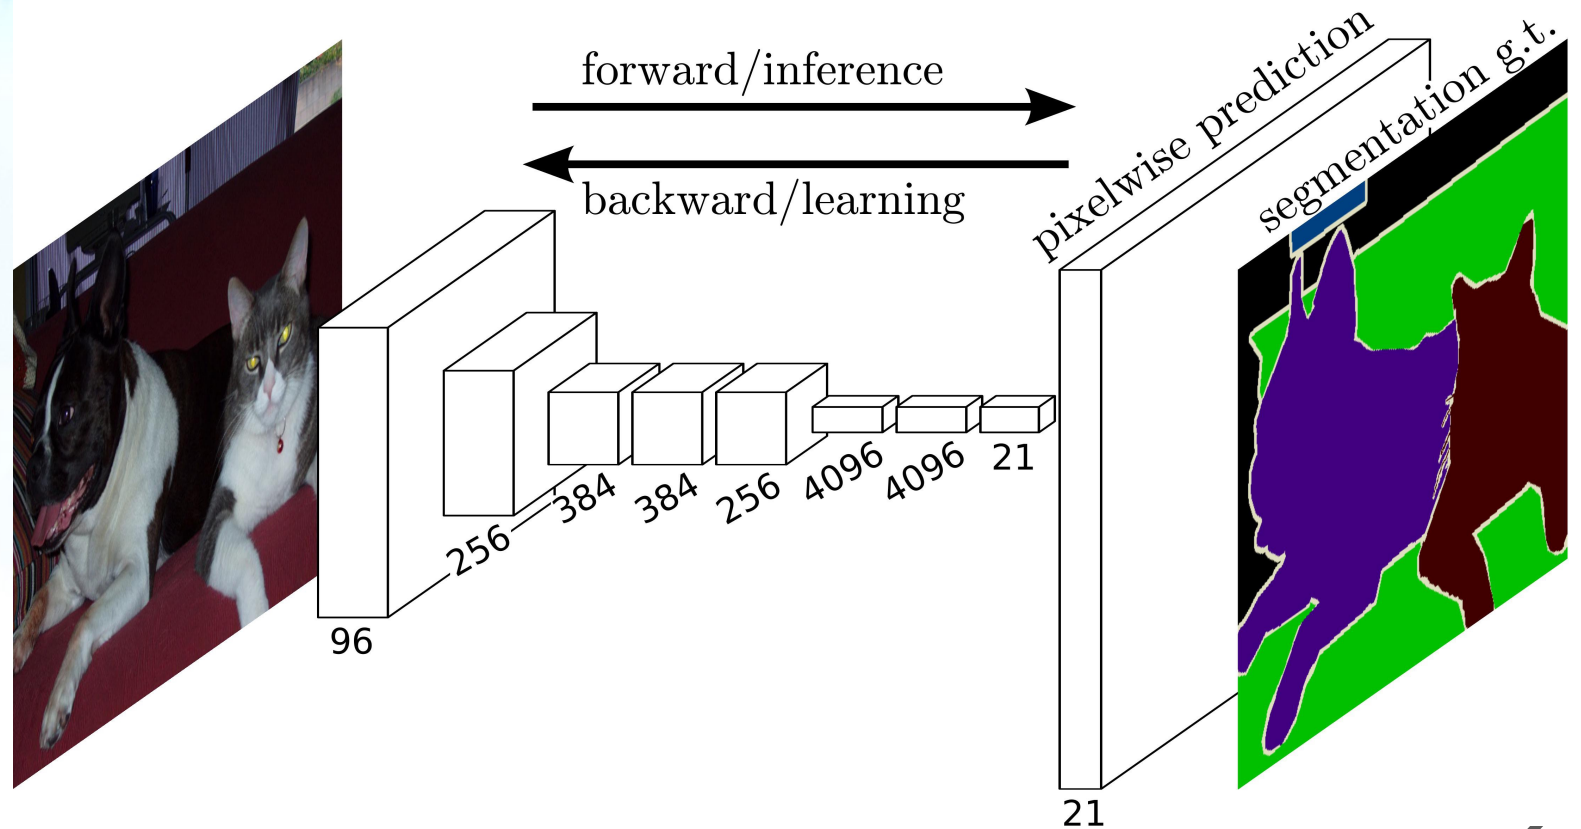 forward/inference
backward/learning
pixelwise prediction
segmentation g.t.
96
256
384
384
256
4096
4096
21
21